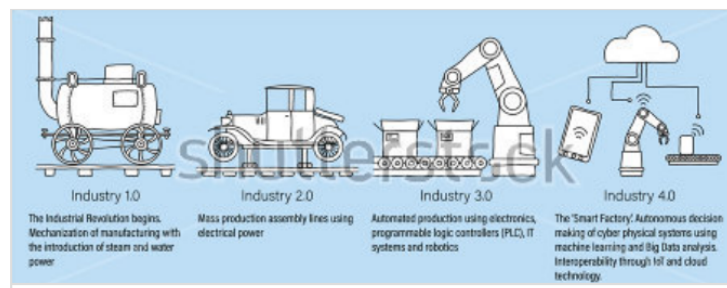 shutterstock
Industry 1.0
The Industrial Revolution begins.
Mechanization of manufacturing with
the introduction of steam and water
power
Industry 2.0
Mass production assembly lines using
electrical power
Industry 3.0
Automated production using electronics,
programmable logic controllers (PLC), IT
systems and robotics
Industry 4.0
The 'Smart Factory'. Autonomous decision
making of cyber physical systems using
machine learning and Big Data analysis.
Interoperability through IoT and cloud
technology.